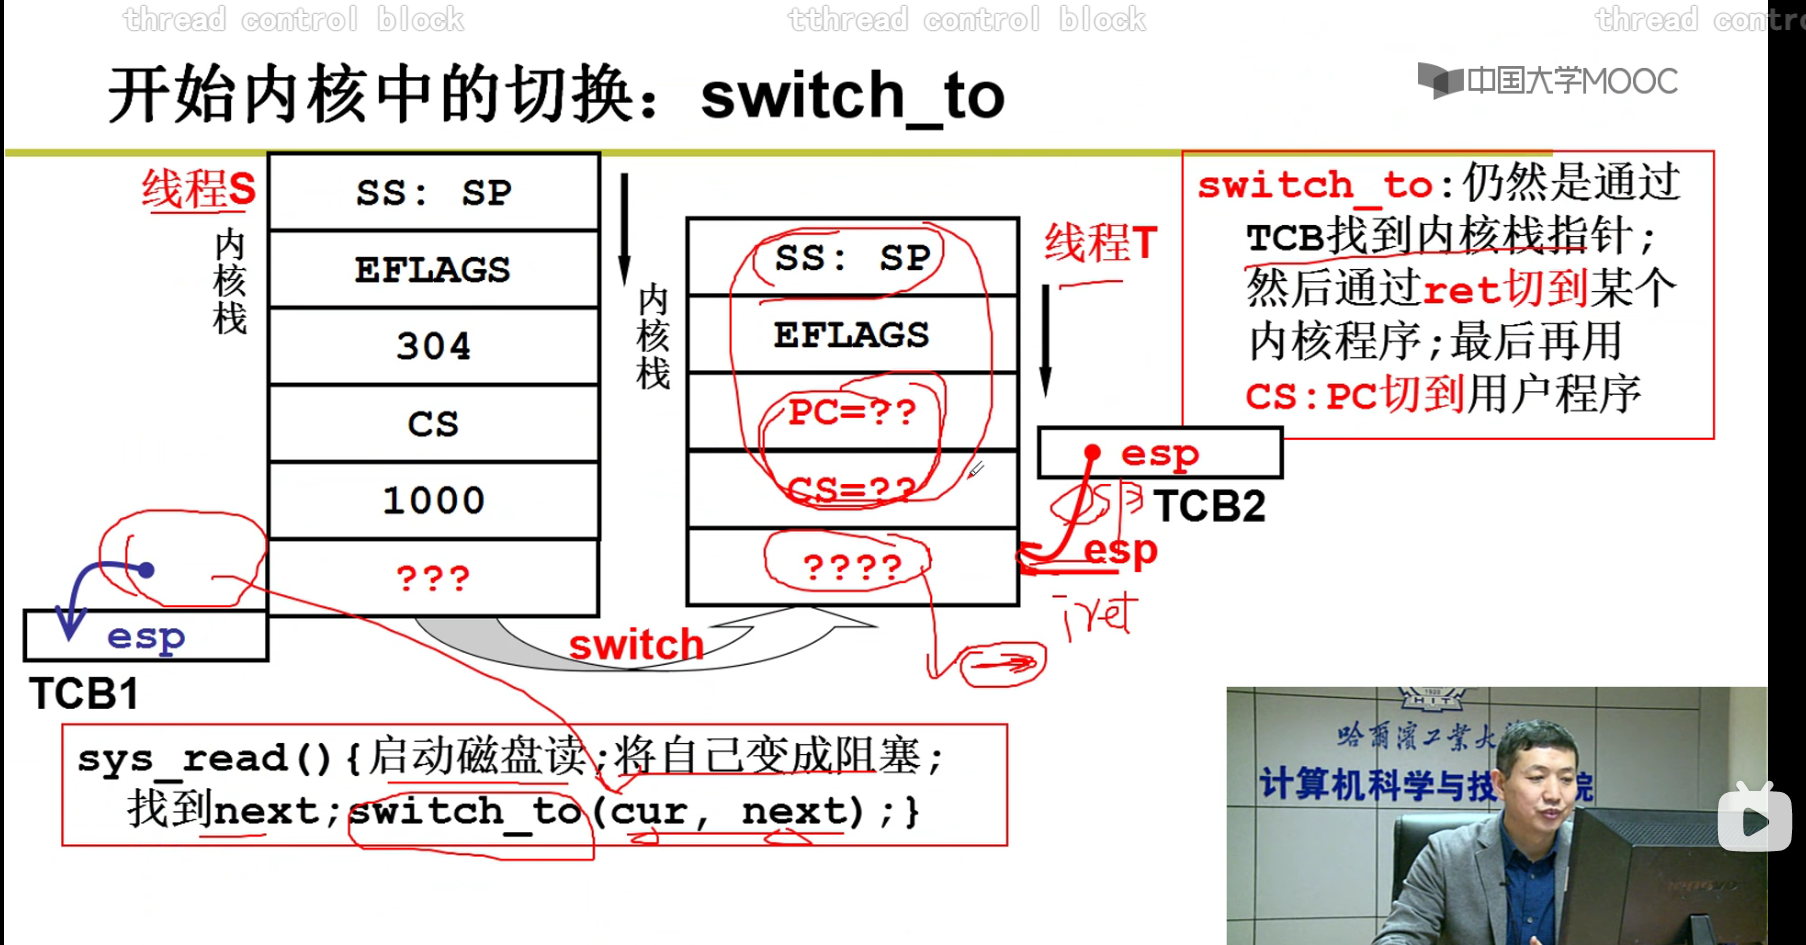 thread control block
tthread control block
thread contro
开始内核中的切换：switch_to
中国大学MOOC
线程S
内核栈
SS: SP
EFLAGS
304
CS
1000
???
esp
TCB1
内核栈
SS: SP
EFLAGS
PC=??
CS=??
????
线程T
esp
TCB2
esp
esp
iret
switch
switch_to:仍然是通过
TCB找到内核栈指针;
然后通过ret切到某个
内核程序;最后再用
CS:PC切到用户程序
sys_read(){启动磁盘读;将自己变成阻塞;
找到next;switch_to(cur, next);}
HIT
哈尔滨工业大
计算机科学与技 院